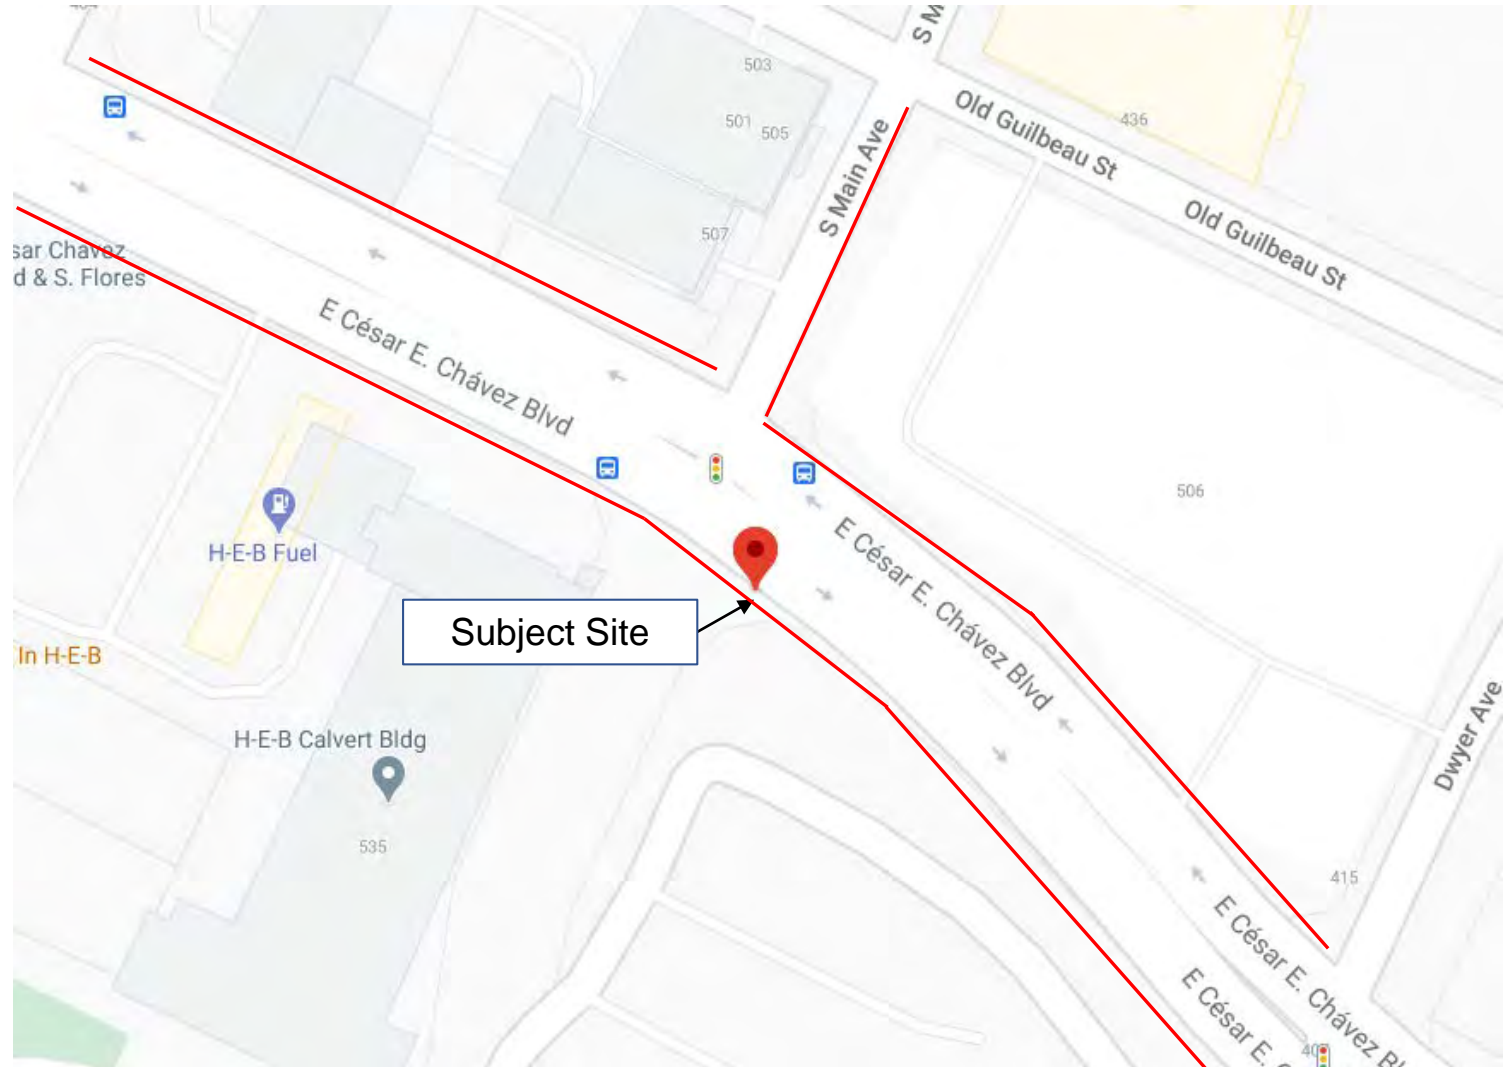 S M
503
501
505
Old Guilbeau St
436
S Main Ave
507
Old Guilbeau St
sar Chavez
d & S. Flores
E César E. Chávez Blvd
506
H-E-B Fuel
E César E. Chávez Blvd
Subject Site
In H-E-B
Dwyer Ave
H-E-B Calvert Bldg
535
415
E César E. Chávez Bl
E César E.